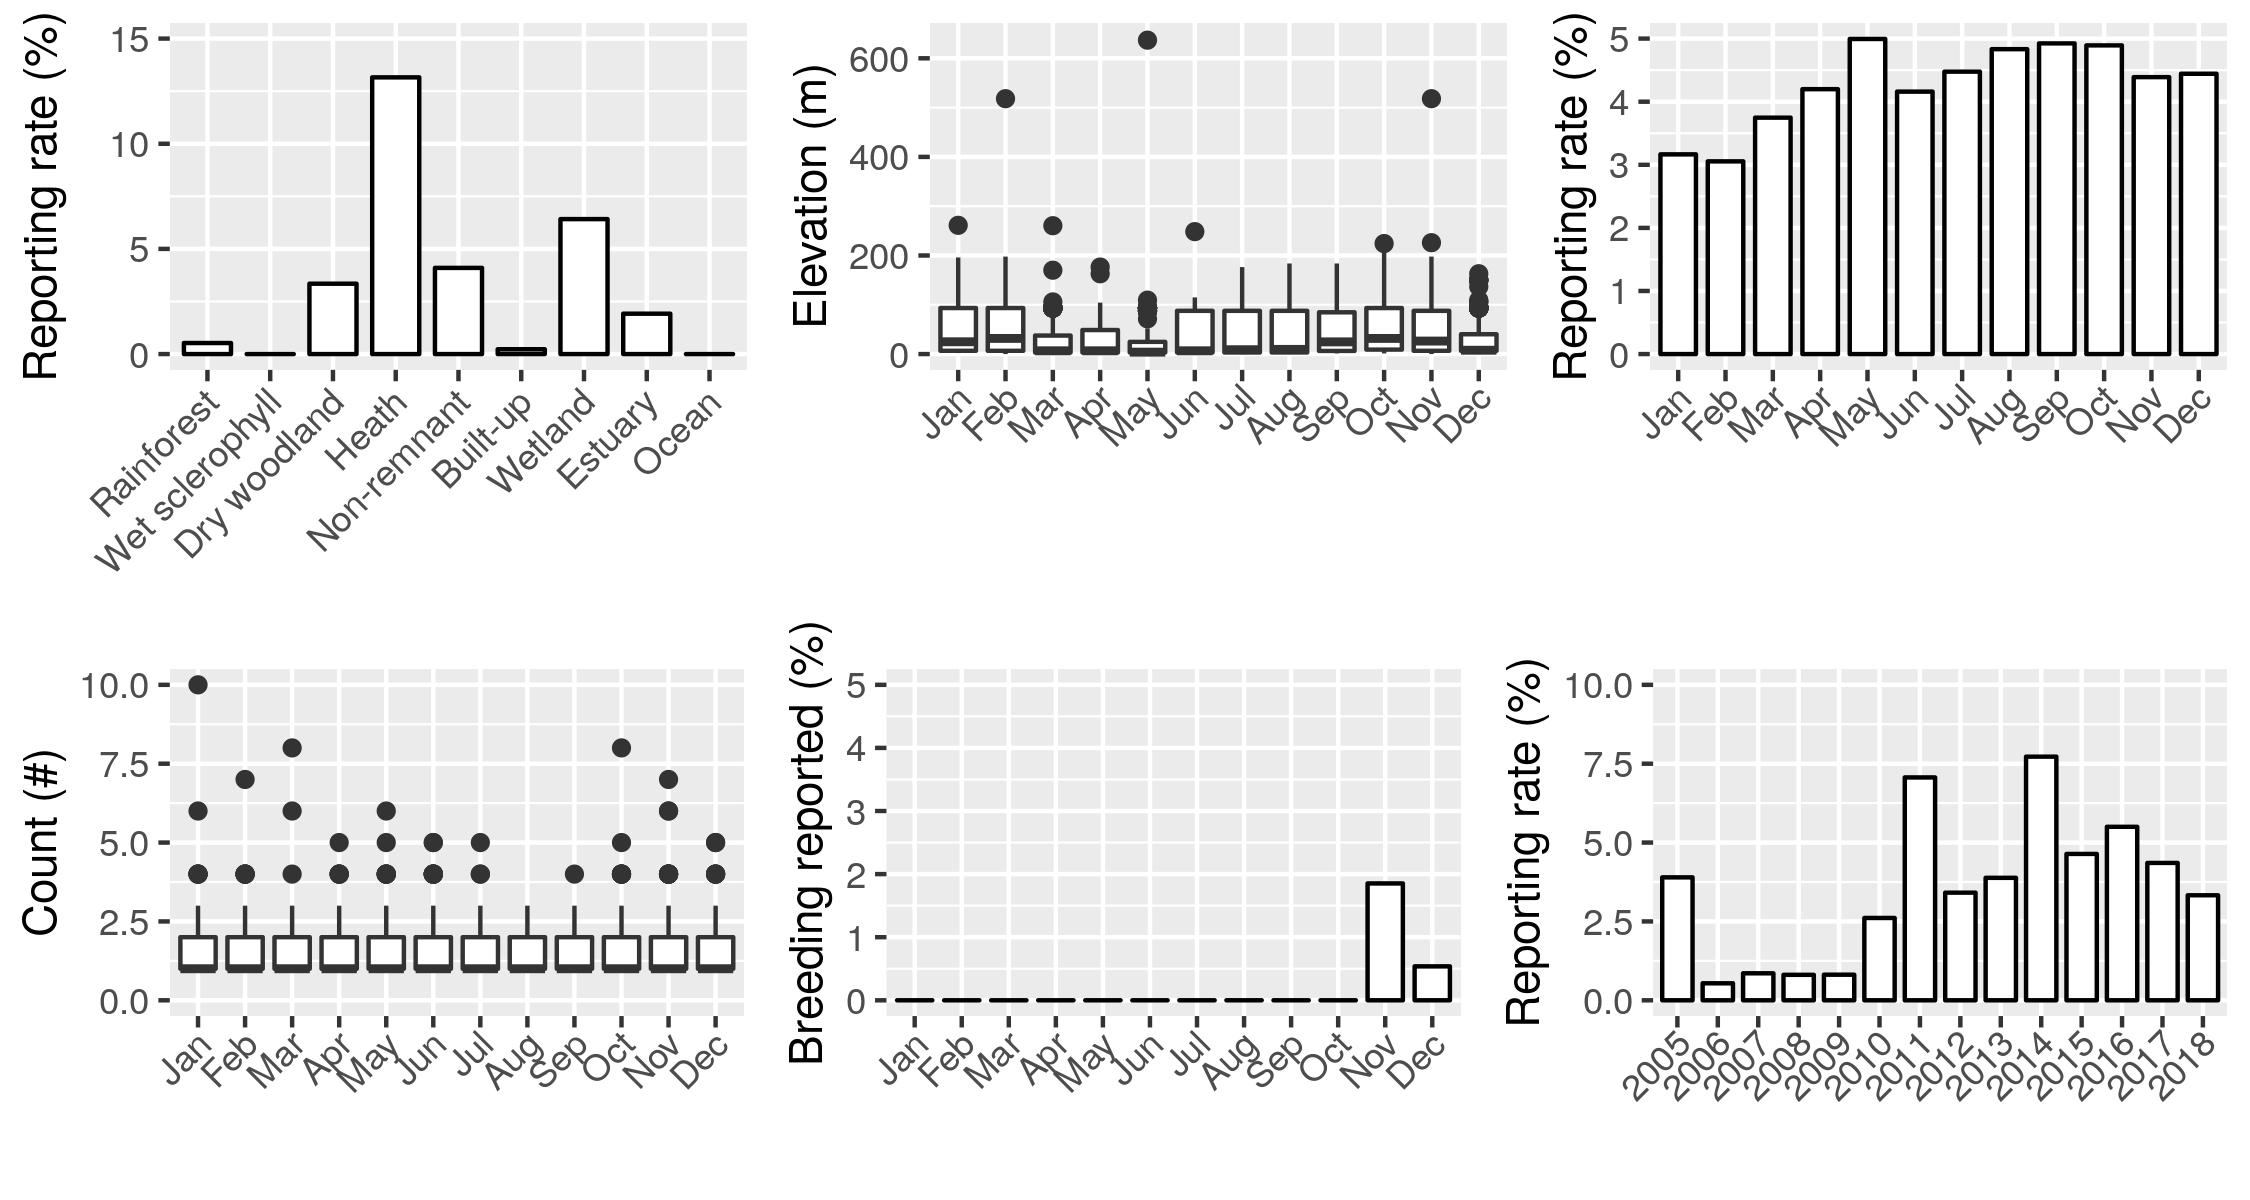 Reporting rate (%)
15
10
5
0
Rainforest
Wet sclerophyll
Dry woodland
Heath
Non-remnant
Built-up
Wetland
Estuary
Ocean
Elevation (m)
600
400
200
0
Jan
Feb
Mar
Apr
May
Jun
Jul
Aug
Sep
Oct
Nov
Dec
Reporting rate (%)
5
4
3
2
1
0
Jan
Feb
Mar
Apr
May
Jun
Jul
Aug
Sep
Oct
Nov
Dec
Count (#)
10.0
7.5
5.0
2.5
0.0
Jan
Feb
Mar
Apr
May
Jun
Jul
Aug
Sep
Oct
Nov
Dec
Breeding reported (%)
5
4
3
2
1
0
Jan
Feb
Mar
Apr
May
Jun
Jul
Aug
Sep
Oct
Nov
Dec
Reporting rate (%)
10.0
7.5
5.0
2.5
0.0
2005
2006
2007
2008
2009
2010
2011
2012
2013
2014
2015
2016
2017
2018